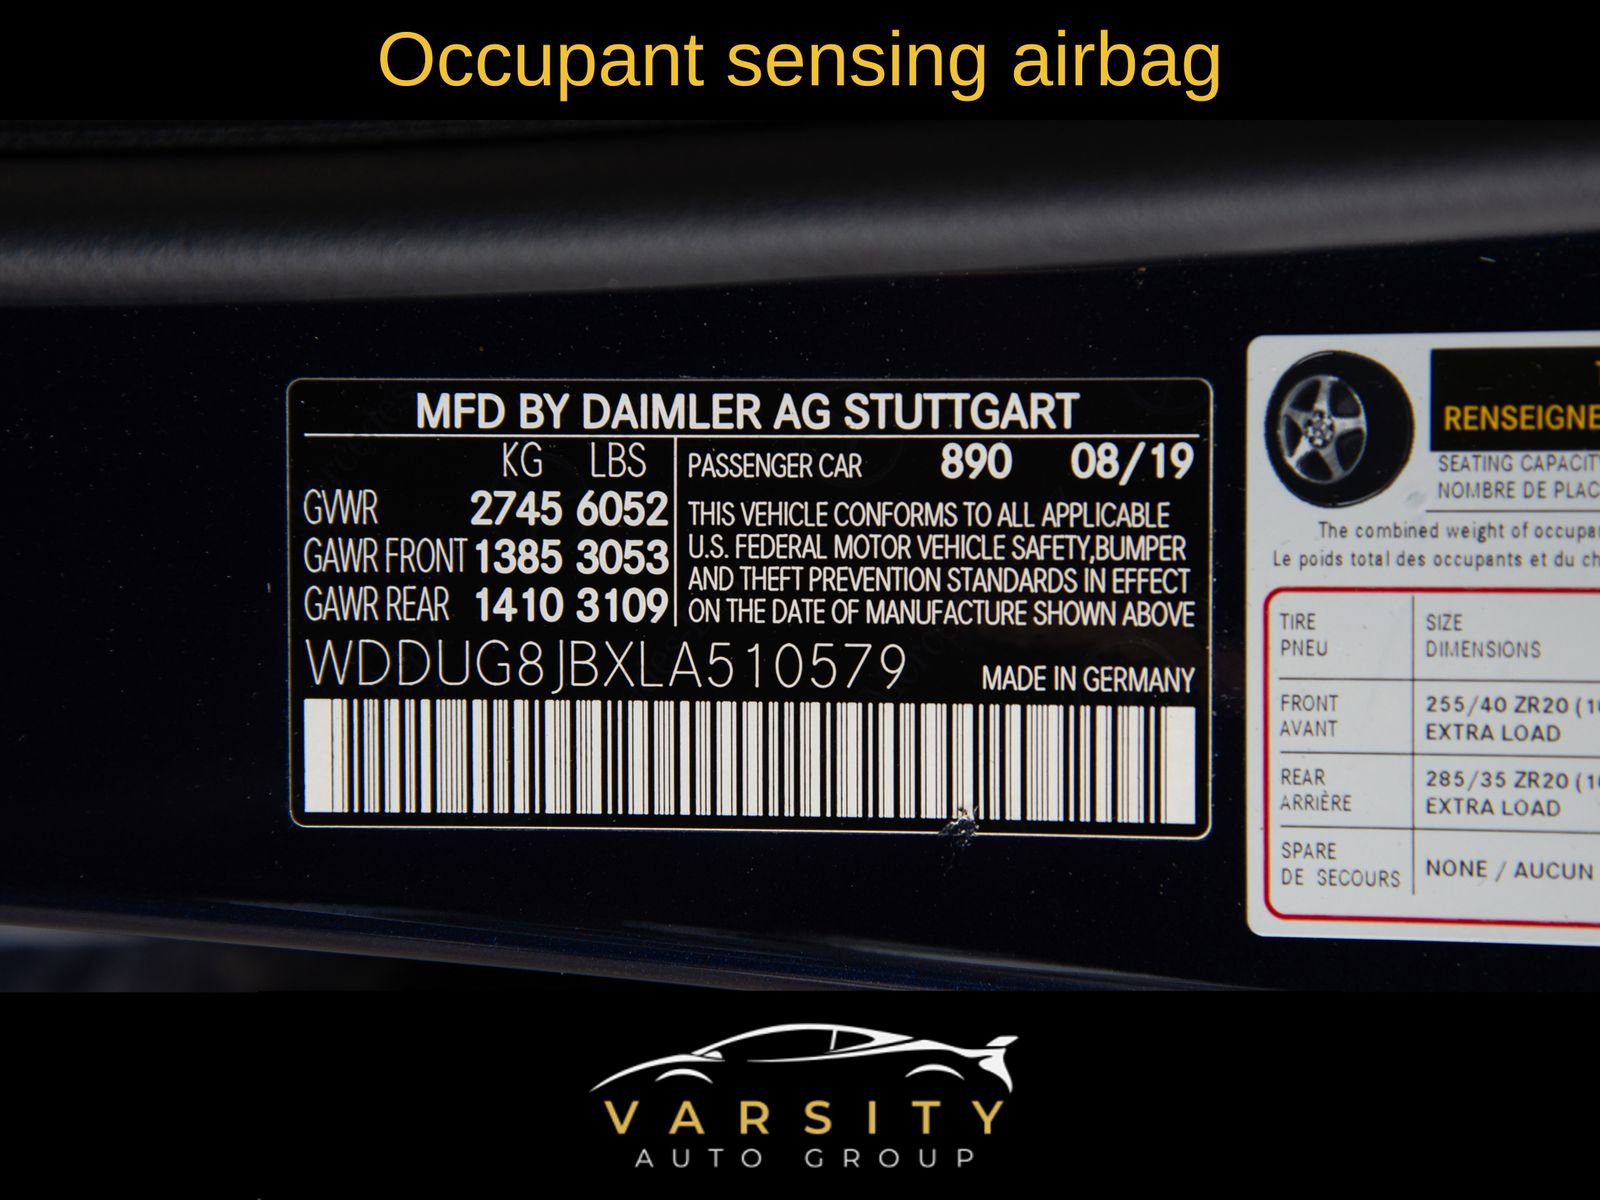 Occupant sensing airbag
MFD BY DAIMLER AG STUTTGART
KG LBS
GVWR 2745 6052
GAWR FRONT 1385 3053
GAWR REAR 1410 3109
PASSENGER CAR 890 08/19
THIS VEHICLE CONFORMS TO ALL APPLICABLE
U.S. FEDERAL MOTOR VEHICLE SAFETY,BUMPER
AND THEFT PREVENTION STANDARDS IN EFFECT
ON THE DATE OF MANUFACTURE SHOWN ABOVE
WDDUG8JBXLA510579
MADE IN GERMANY
RENSEIGNE
SEATING CAPACITY
NOMBRE DE PLAC
The combined weight of occupa
Le poids total des occupants et du ch
TIRE SIZE
PNEU DIMENSIONS
FRONT 255/40 ZR20 (10
AVANT EXTRA LOAD
REAR 285/35 ZR20 (10
ARRIÈRE EXTRA LOAD
SPARE
DE SECOURS NONE / AUCUN
VARSITY
AUTO GROUP